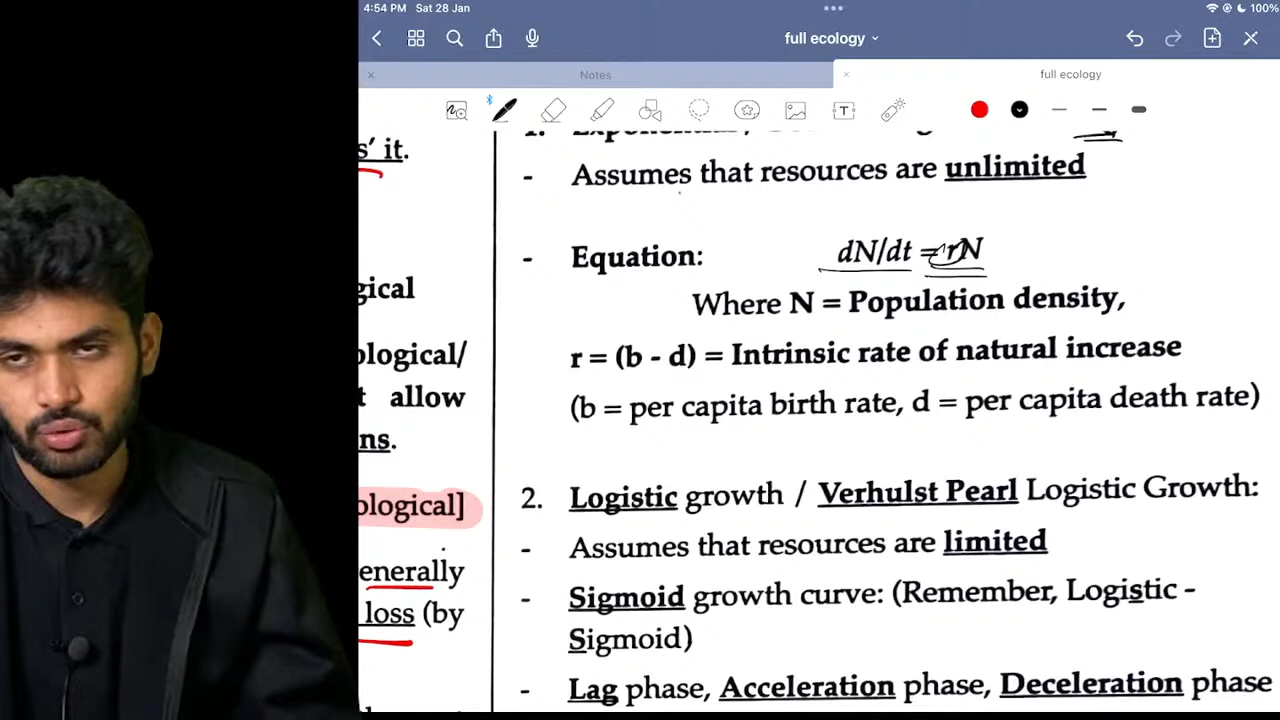 4:54 PM Sat 28 Jan
100%
full ecology
Notes
full ecology
s' it.
gical
ological/
t allow
ns.
ological]
enerally
loss (by
1. Exponential /
- Assumes that resources are unlimited
- Equation: dN/dt = rN
Where N = Population density,
r = (b - d) = Intrinsic rate of natural increase
(b = per capita birth rate, d = per capita death rate)
2. Logistic growth / Verhulst Pearl Logistic Growth:
- Assumes that resources are limited
- Sigmoid growth curve: (Remember, Logistic -
Sigmoid)
- Lag phase, Acceleration phase, Deceleration phase